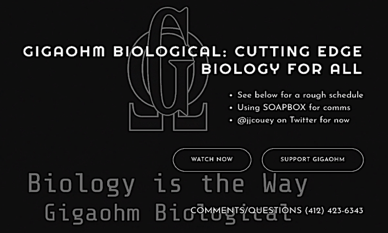 GIGAOHM BIOLOGICAL: CUTTING EDGE
BIOLOGY FOR ALL
• See below for a rough schedule
• Using SOAPBOX for comms
• @jjcouey on Twitter for now
WATCH NOW
SUPPORT GIGAOHM
Biology is the Way
Gigaohm Biological
COMMENTS/QUESTIONS (412) 423-6343